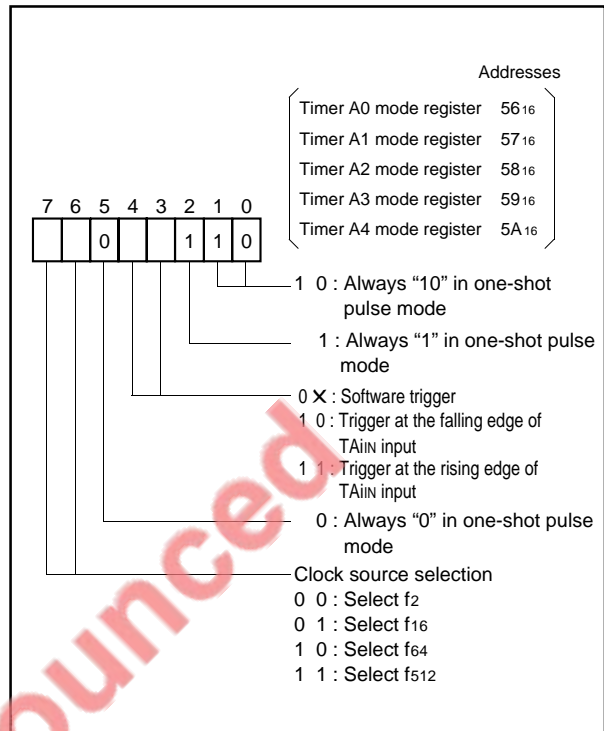 Addresses
Timer A0 mode register 5616
Timer A1 mode register 5716
Timer A2 mode register 5816
Timer A3 mode register 5916
Timer A4 mode register 5A16
7 6 5 4 3 2 1 0
0 1 1 0
1 0 : Always “10” in one-shot
pulse mode
1 : Always “1” in one-shot pulse
mode
0 X : Software trigger
1 0 : Trigger at the falling edge of
TAiIN input
1 1 : Trigger at the rising edge of
TAiIN input
0 : Always “0” in one-shot pulse
mode
Clock source selection
0 0 : Select f2
0 1 : Select f16
1 0 : Select f64
1 1 : Select f512
ounced